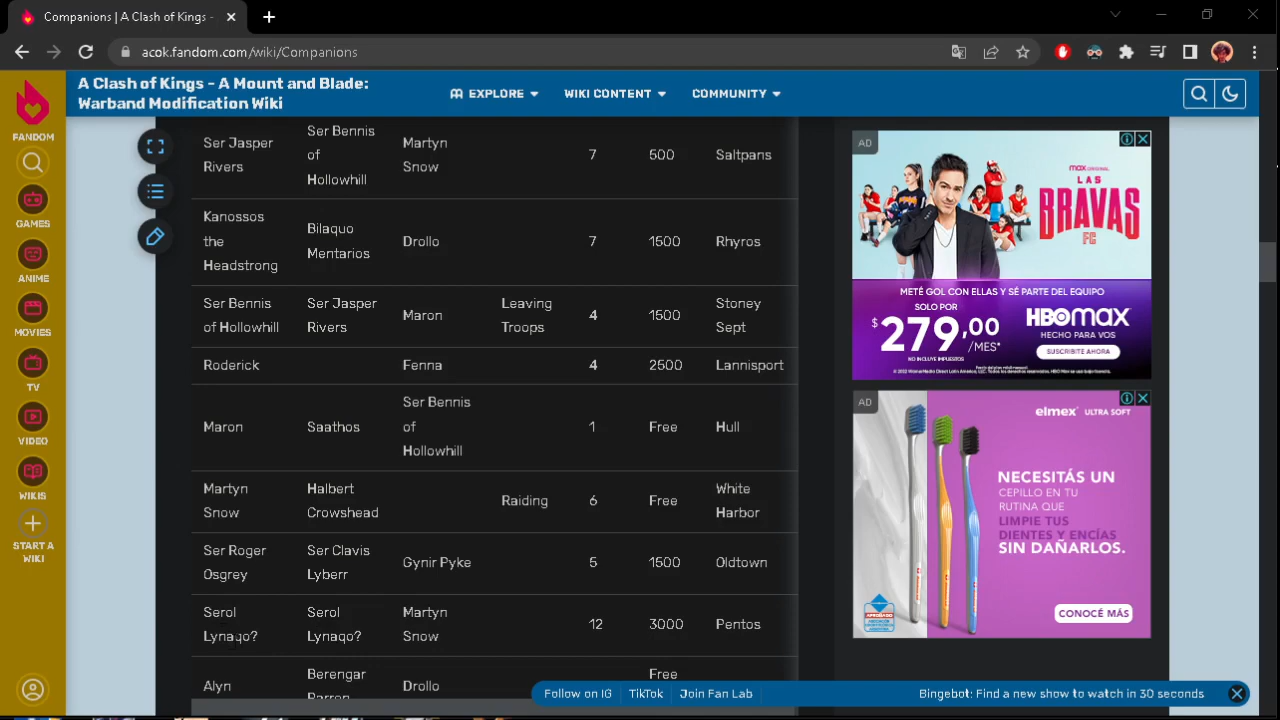 Companions | A Clash of Kings -
acok.fandom.com/wiki/Companions
A Clash of Kings - A Mount and Blade:
Warband Modification Wiki
EXPLORE
WIKI CONTENT
COMMUNITY
FANDOM
GAMES
ANIME
MOVIES
TV
VIDEO
WIKIS
START A
WIKI
Ser Jasper
Rivers
Ser Bennis
of
Hollowhill
Martyn
Snow
7
500
Saltpans
Kanossos
the
Headstrong
Bilaquo
Mentarios
Drollo
7
1500
Rhyros
Ser Bennis
of Hollowhill
Ser Jasper
Rivers
Maron
Leaving
Troops
4
1500
Stoney
Sept
Roderick
Fenna
4
2500
Lannisport
Maron
Saathos
Ser Bennis
of
Hollowhill
1
Free
Hull
Martyn
Snow
Halbert
Crowshead
Raiding
6
Free
White
Harbor
Ser Roger
Osgrey
Ser Clavis
Lyberr
Gynir Pyke
5
1500
Oldtown
Serol
Lynaqo?
Serol
Lynaqo?
Martyn
Snow
12
3000
Pentos
Alyn
Berengar
Drollo
Free
AD
max ORIGINAL
LAS
BRAVAS
FC
METÉ GOL CON ELLAS Y SÉ PARTE DEL EQUIPO
SOLO POR
$279,00
/MES*
NO INCLUYE IMPUESTOS
HBOmax
HECHO PARA VOS
SUSCRIBITE AHORA
AD
elmex ULTRA SOFT
NECESITÁS UN
CEPILLO EN TU
RUTINA QUE
LIMPIE TUS
DIENTES Y ENCÍAS
SIN DAÑARLOS.
CONOCÉ MÁS
Follow on IG
TikTok
Join Fan Lab
Bingebot: Find a new show to watch in 30 seconds